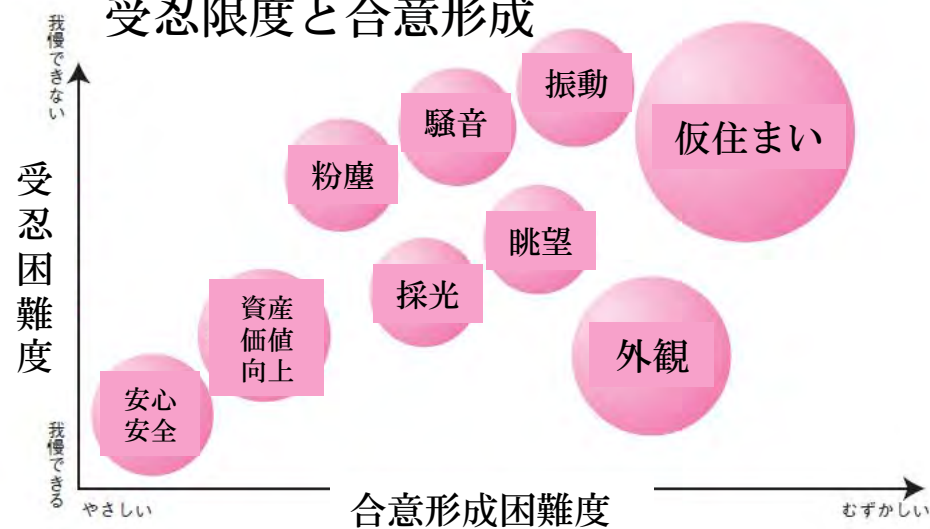 受忍限度と合意形成
我慢できない
受忍困難度
我慢できる
振動
騒音
仮住まい
粉塵
眺望
採光
資産
価値
向上
外観
安心
安全
やさしい
合意形成困難度
むずかしい